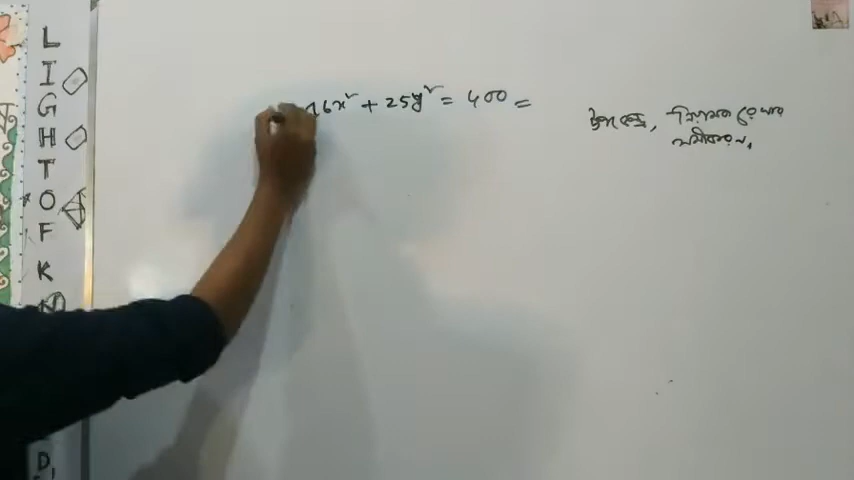 L
I
G
H
T
O
F
K
N
D,
16x² + 25y² = 400 =
উপকেন্দ্র, নিয়ামক রেখার
সমীকরণ,